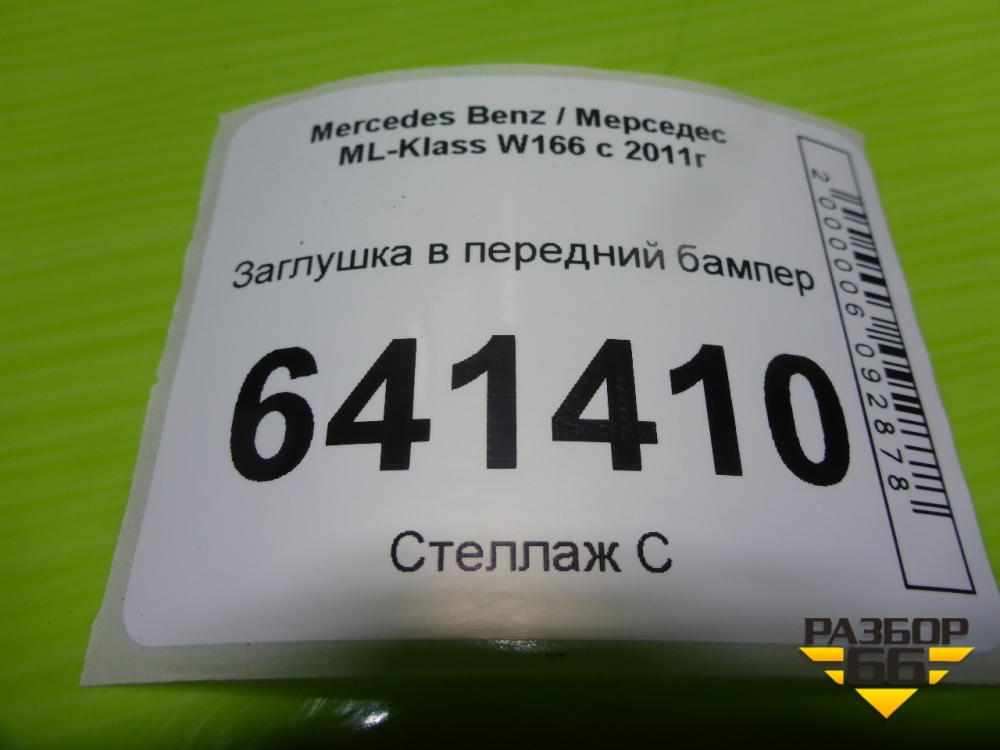 Mercedes Benz / Мерседес
ML-Klass W166 с 2011г
Заглушка в передний бампер
641410
Стеллаж С
2000006092878
РАЗБОР
66